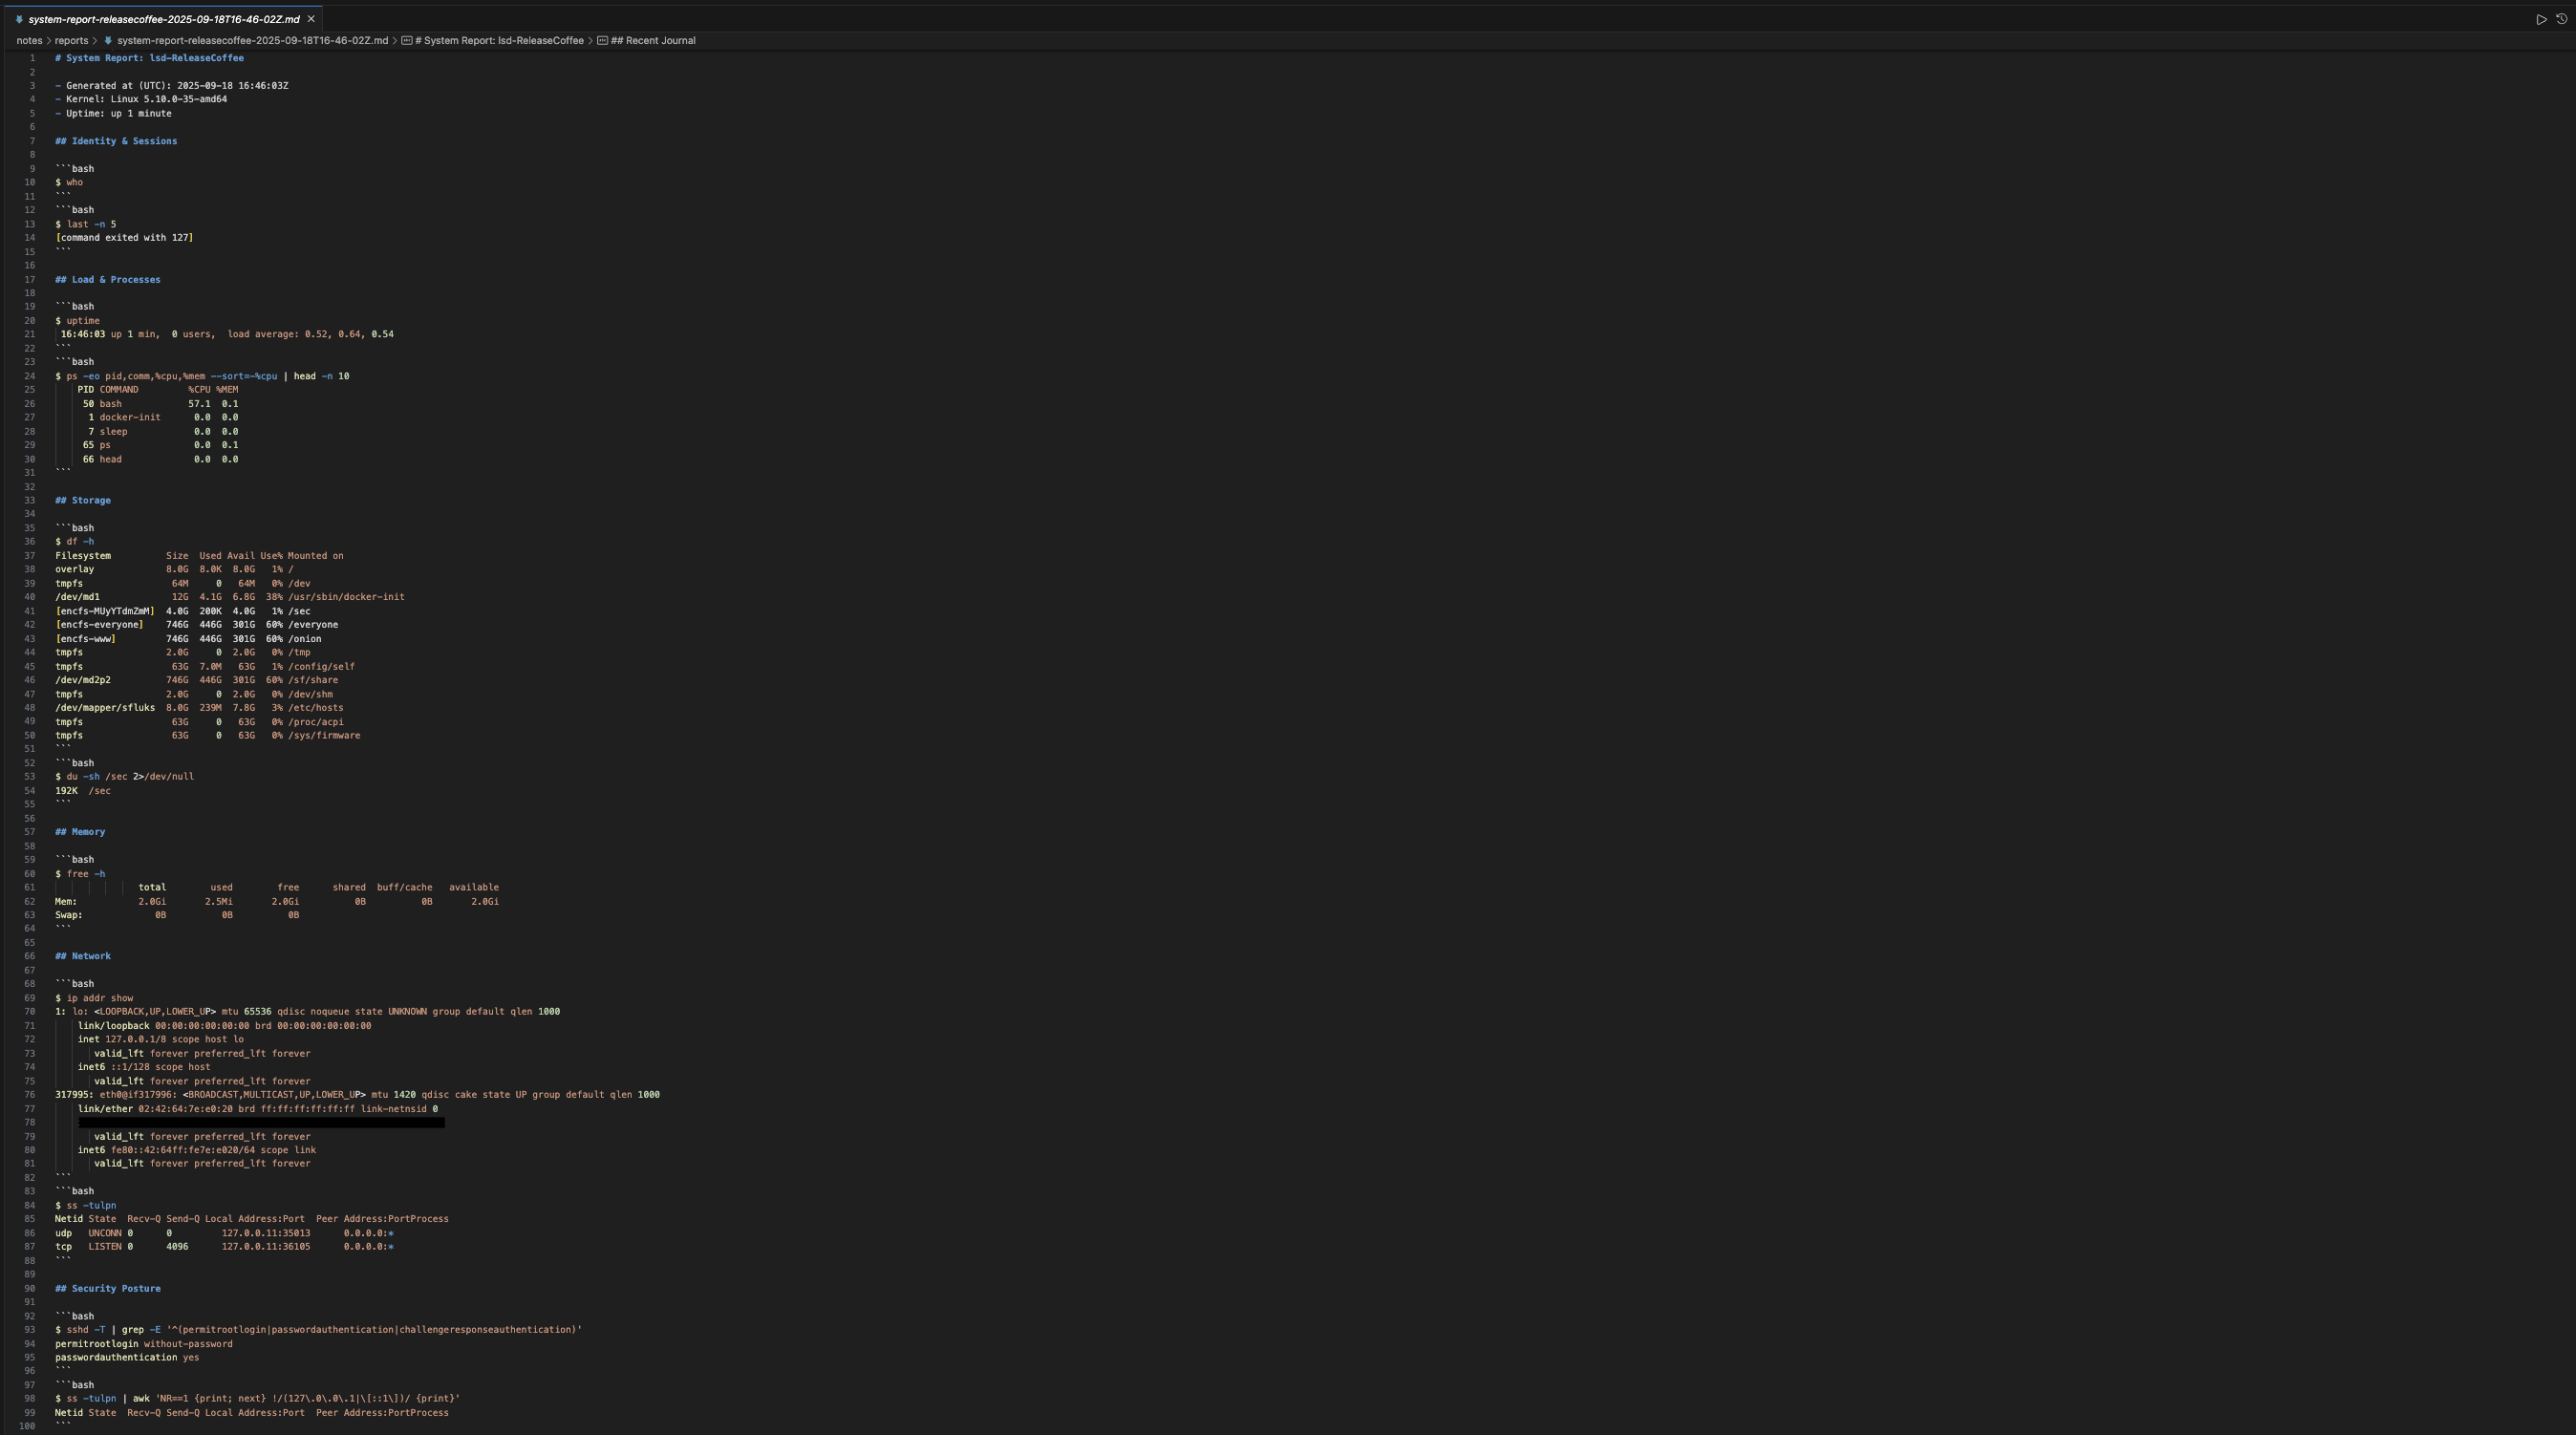 system-report-releasecoffee-2025-09-18T16-46-02Z.md
notes > reports > system-report-releasecoffee-2025-09-18T16-46-02Z.md > # System Report: lsd-ReleaseCoffee > ## Recent Journal
1 # System Report: lsd-ReleaseCoffee
2
3 - Generated at (UTC): 2025-09-18 16:46:03Z
4 - Kernel: Linux 5.10.0-35-amd64
5 - Uptime: up 1 minute
6
7 ## Identity & Sessions
8
9 ```bash
10 $ who
11 ```
12 ```bash
13 $ last -n 5
14 [command exited with 127]
15 ```
16
17 ## Load & Processes
18
19 ```bash
20 $ uptime
21  16:46:03 up 1 min,  0 users,  load average: 0.52, 0.64, 0.54
22 ```
23 ```bash
24 $ ps -eo pid,comm,%cpu,%mem --sort=-%cpu | head -n 10
25     PID COMMAND         %CPU %MEM
26      50 bash            57.1  0.1
27       1 docker-init      0.0  0.0
28       7 sleep            0.0  0.0
29      65 ps               0.0  0.1
30      66 head             0.0  0.0
31 ```
32
33 ## Storage
34
35 ```bash
36 $ df -h
37 Filesystem          Size  Used Avail Use% Mounted on
38 overlay             8.0G  8.0K  8.0G   1% /
39 tmpfs                64M     0   64M   0% /dev
40 /dev/md1             12G  4.1G  6.8G  38% /usr/sbin/docker-init
41 [encfs-MUyYTdmZmM]  4.0G  200K  4.0G   1% /sec
42 [encfs-everyone]    746G  446G  301G  60% /everyone
43 [encfs-www]         746G  446G  301G  60% /onion
44 tmpfs               2.0G     0  2.0G   0% /tmp
45 tmpfs                63G  7.0M   63G   1% /config/self
46 /dev/md2p2          746G  446G  301G  60% /sf/share
47 tmpfs               2.0G     0  2.0G   0% /dev/shm
48 /dev/mapper/sfluks  8.0G  239M  7.8G   3% /etc/hosts
49 tmpfs                63G     0   63G   0% /proc/acpi
50 tmpfs                63G     0   63G   0% /sys/firmware
51 ```
52 ```bash
53 $ du -sh /sec 2>/dev/null
54 192K  /sec
55 ```
56
57 ## Memory
58
59 ```bash
60 $ free -h
61                total        used        free      shared  buff/cache   available
62 Mem:           2.0Gi       2.5Mi       2.0Gi          0B          0B       2.0Gi
63 Swap:             0B          0B          0B
64 ```
65
66 ## Network
67
68 ```bash
69 $ ip addr show
70 1: lo: <LOOPBACK,UP,LOWER_UP> mtu 65536 qdisc noqueue state UNKNOWN group default qlen 1000
71     link/loopback 00:00:00:00:00:00 brd 00:00:00:00:00:00
72     inet 127.0.0.1/8 scope host lo
73        valid_lft forever preferred_lft forever
74     inet6 ::1/128 scope host
75        valid_lft forever preferred_lft forever
76 317995: eth0@if317996: <BROADCAST,MULTICAST,UP,LOWER_UP> mtu 1420 qdisc cake state UP group default qlen 1000
77     link/ether 02:42:64:7e:e0:20 brd ff:ff:ff:ff:ff:ff link-netnsid 0
78
79        valid_lft forever preferred_lft forever
80     inet6 fe80::42:64ff:fe7e:e020/64 scope link
81        valid_lft forever preferred_lft forever
82 ```
83 ```bash
84 $ ss -tulpn
85 Netid State  Recv-Q Send-Q Local Address:Port  Peer Address:PortProcess
86 udp   UNCONN 0      0         127.0.0.11:35013      0.0.0.0:*
87 tcp   LISTEN 0      4096      127.0.0.11:36105      0.0.0.0:*
88 ```
89
90 ## Security Posture
91
92 ```bash
93 $ sshd -T | grep -E '^(permitrootlogin|passwordauthentication|challengeresponseauthentication)'
94 permitrootlogin without-password
95 passwordauthentication yes
96 ```
97 ```bash
98 $ ss -tulpn | awk 'NR==1 {print; next} !/(127\.0\.0\.1|\[::1\])/ {print}'
99 Netid State  Recv-Q Send-Q Local Address:Port  Peer Address:PortProcess
100 ```